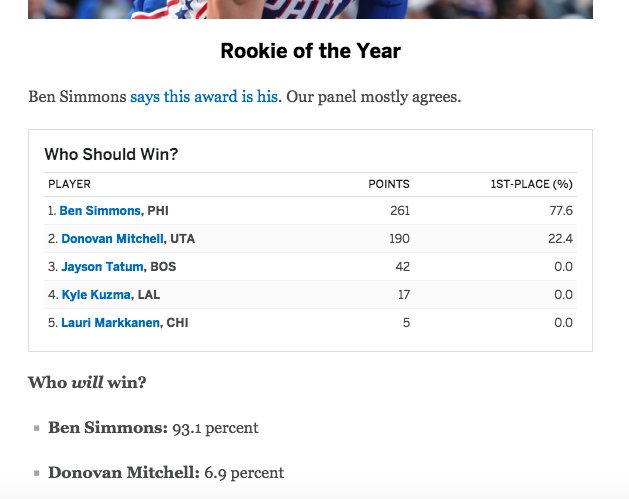 Rookie of the Year
Ben Simmons says this award is his. Our panel mostly agrees.
Who Should Win?
PLAYER POINTS 1ST-PLACE (%)
1. Ben Simmons, PHI 261 77.6
2. Donovan Mitchell, UTA 190 22.4
3. Jayson Tatum, BOS 42 0.0
4. Kyle Kuzma, LAL 17 0.0
5. Lauri Markkanen, CHI 5 0.0
Who will win?
▪ Ben Simmons: 93.1 percent
▪ Donovan Mitchell: 6.9 percent